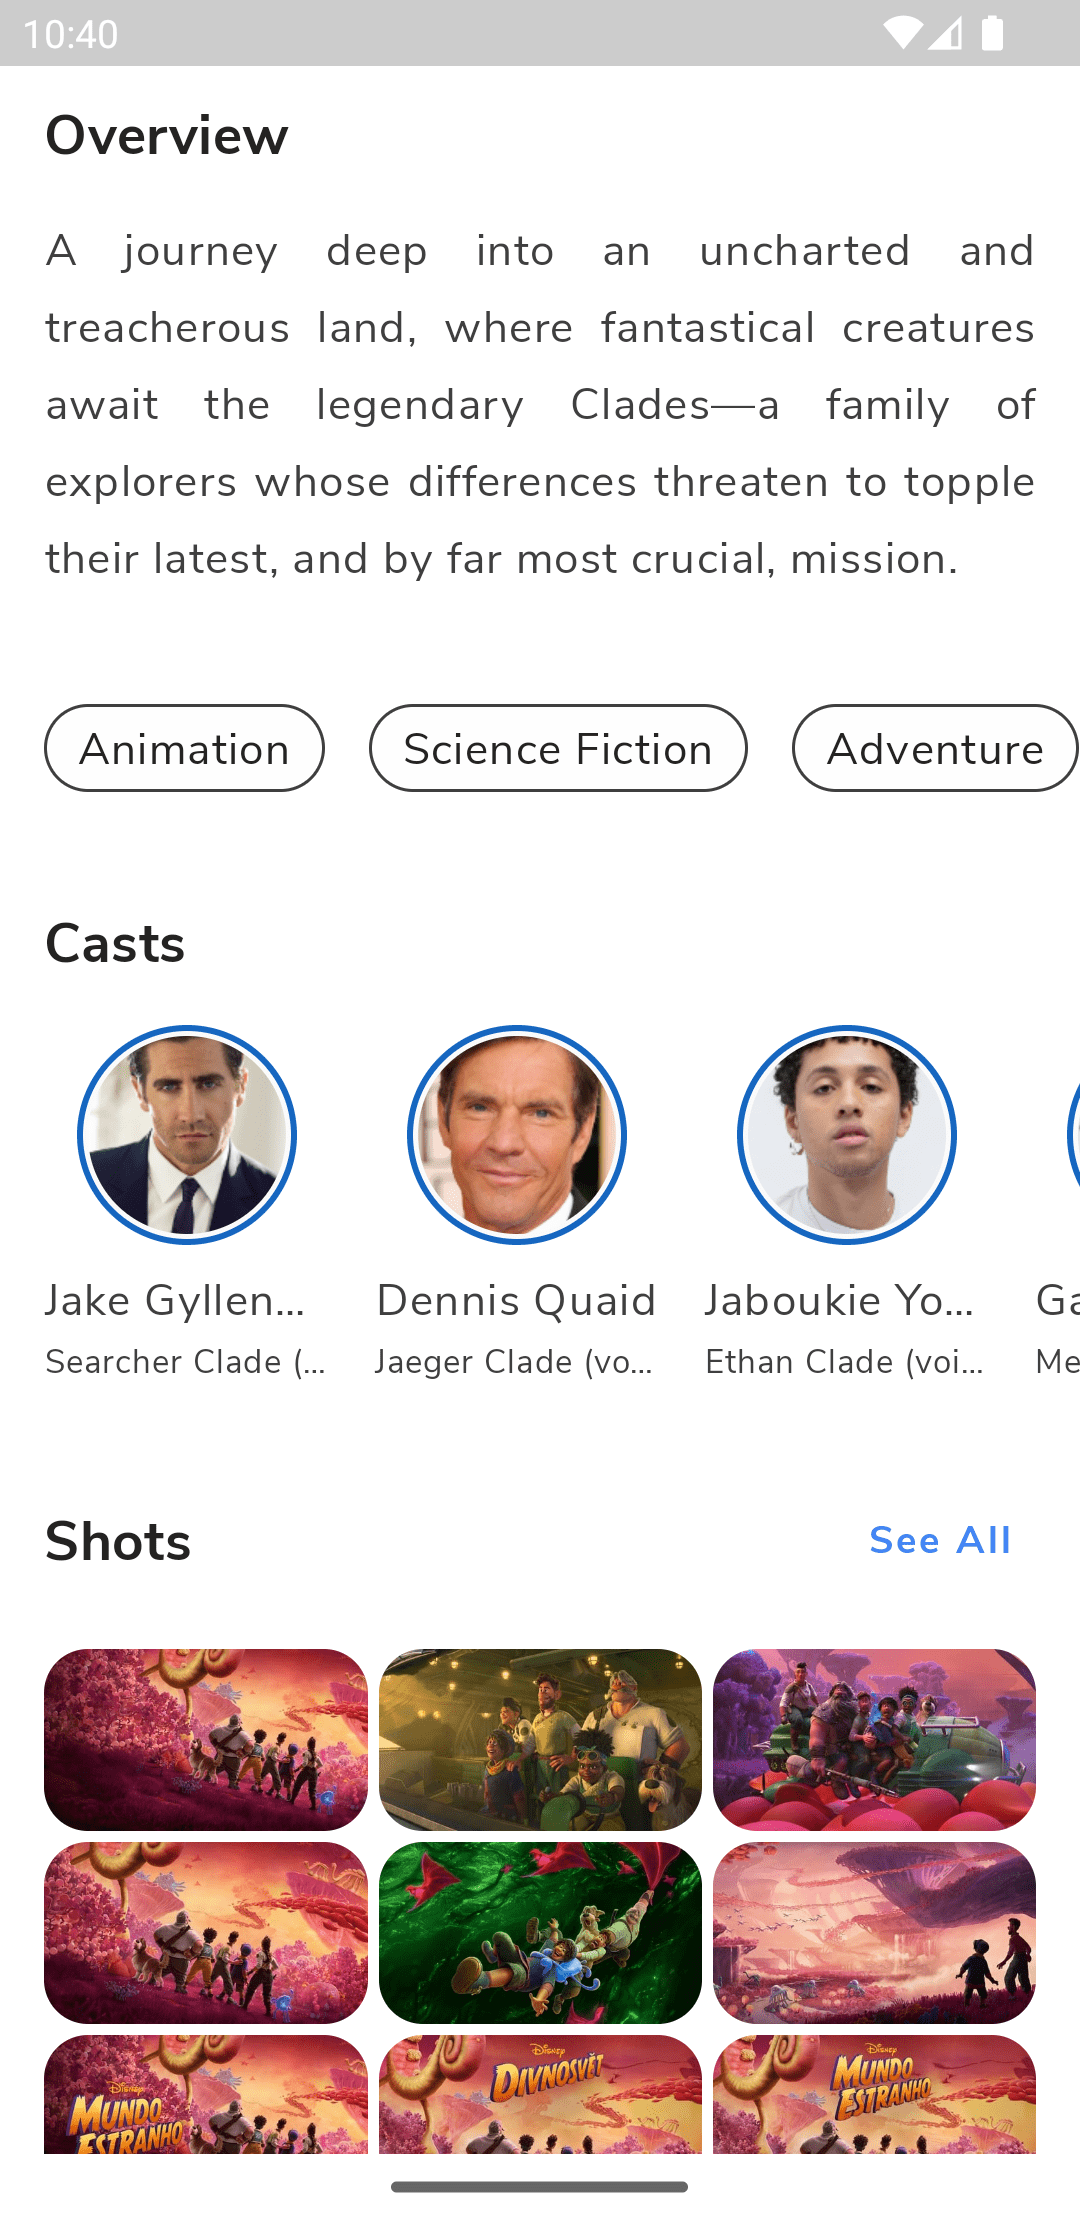 10:40
Overview
A journey deep into an uncharted and
treacherous land, where fantastical creatures
await the legendary Clades—a family of
explorers whose differences threaten to topple
their latest, and by far most crucial, mission.
Animation
Science Fiction
Adventure
Casts
Jake Gyllen...
Dennis Quaid
Jaboukie Yo...
Ga
Searcher Clade (...
Jaeger Clade (vo...
Ethan Clade (voi...
Me
Shots
See All
Disney
MUNDO
ESTRANHO
Disney
DIVNOSVĚT
Disney
MUNDO
ESTRANHO